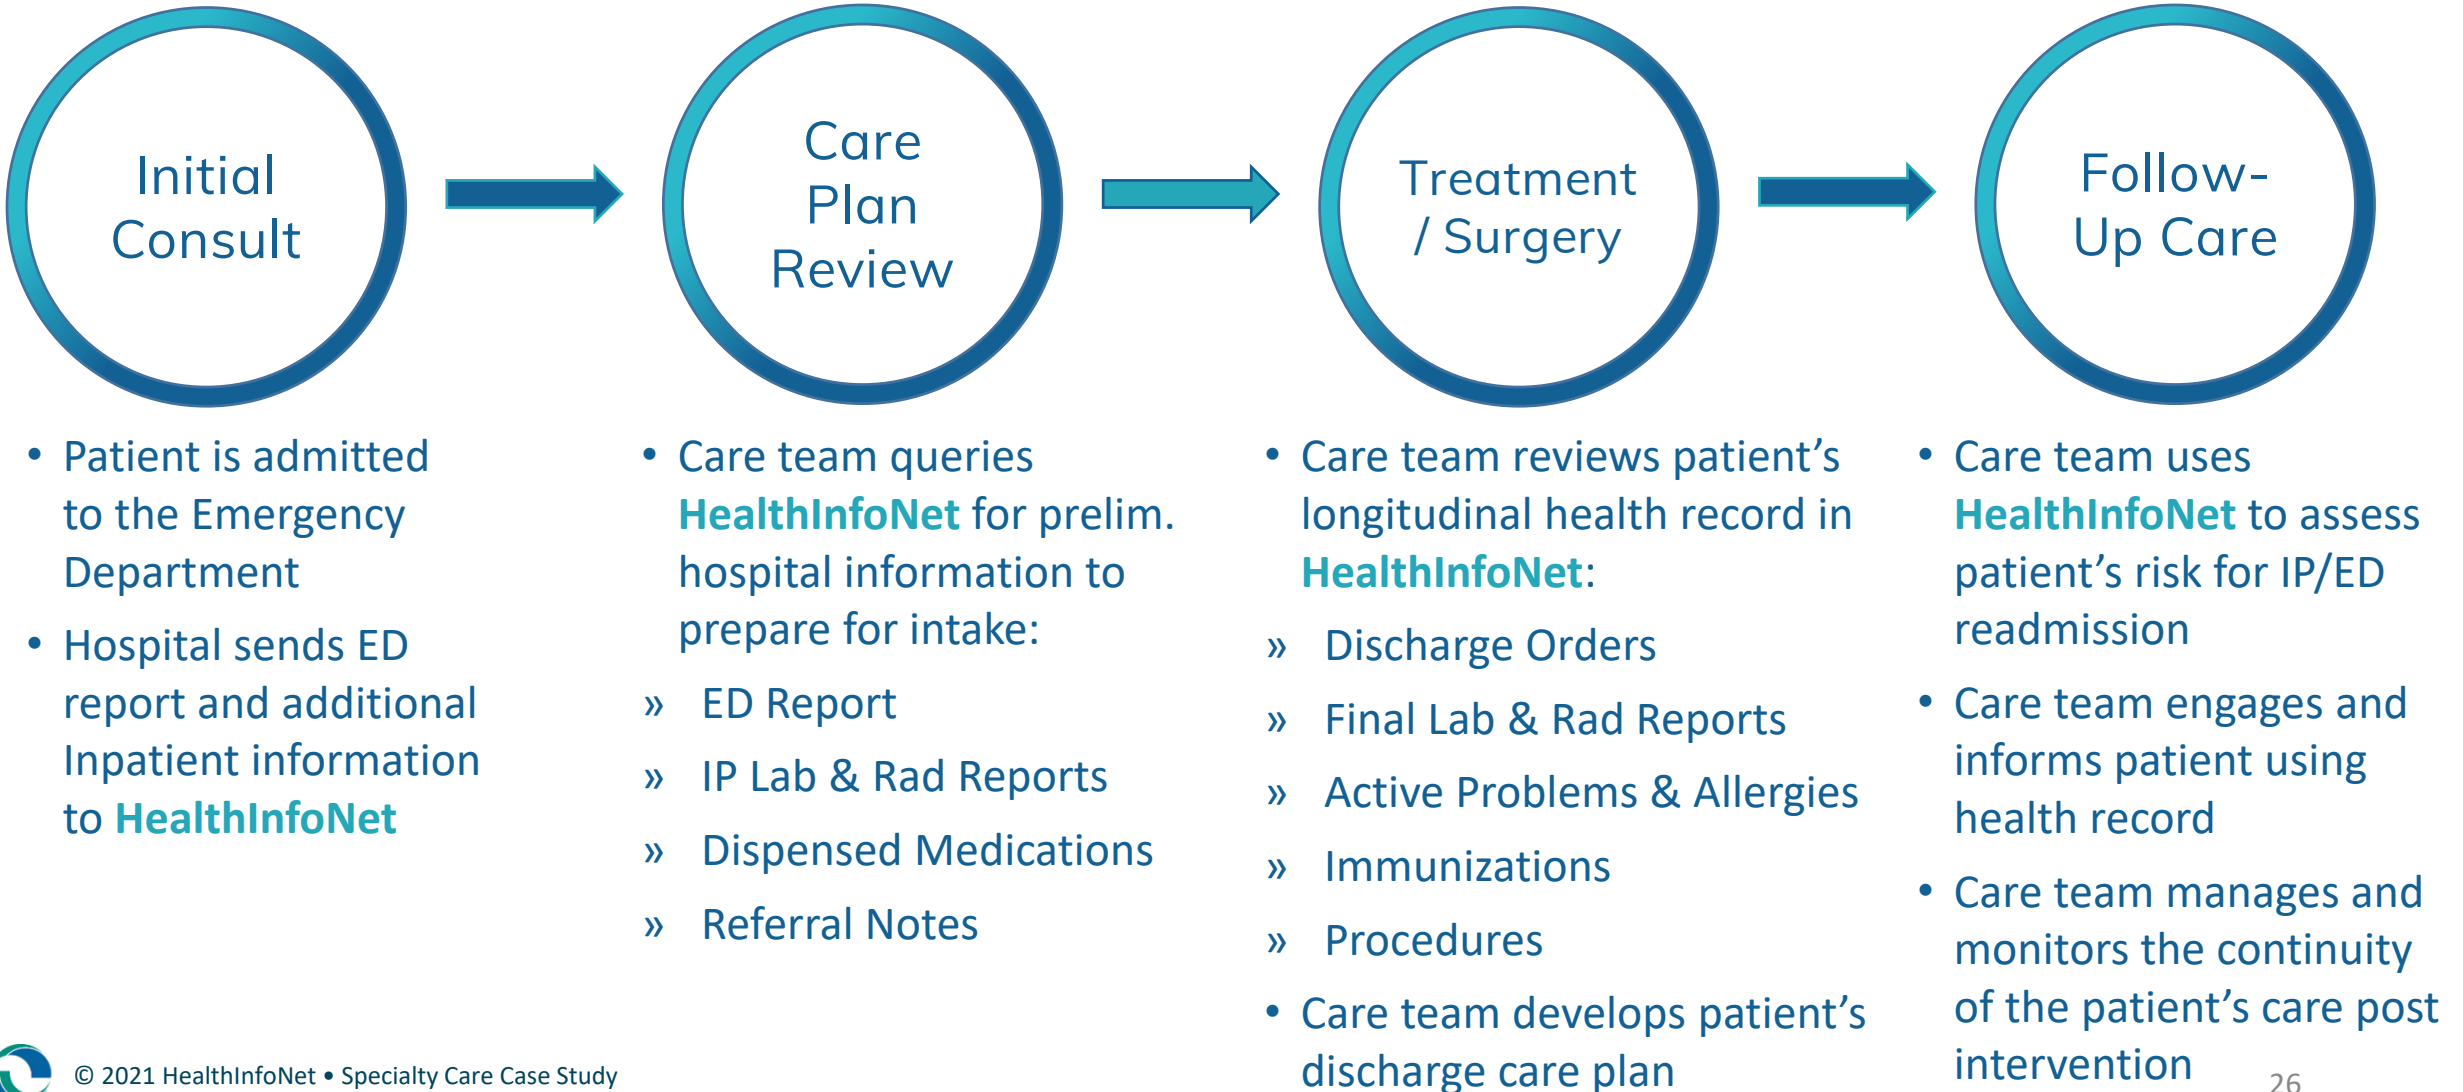 Initial
Consult
Care
Plan
Review
Treatment
/ Surgery
Follow-
Up Care
• Patient is admitted
to the Emergency
Department
• Hospital sends ED
report and additional
Inpatient information
to HealthInfoNet
• Care team queries
HealthInfoNet for prelim.
hospital information to
prepare for intake:
» ED Report
» IP Lab & Rad Reports
» Dispensed Medications
» Referral Notes
• Care team reviews patient’s
longitudinal health record in
HealthInfoNet:
» Discharge Orders
» Final Lab & Rad Reports
» Active Problems & Allergies
» Immunizations
» Procedures
• Care team develops patient’s
discharge care plan
• Care team uses
HealthInfoNet to assess
patient’s risk for IP/ED
readmission
• Care team engages and
informs patient using
health record
• Care team manages and
monitors the continuity
of the patient’s care post
intervention
© 2021 HealthInfoNet • Specialty Care Case Study
26